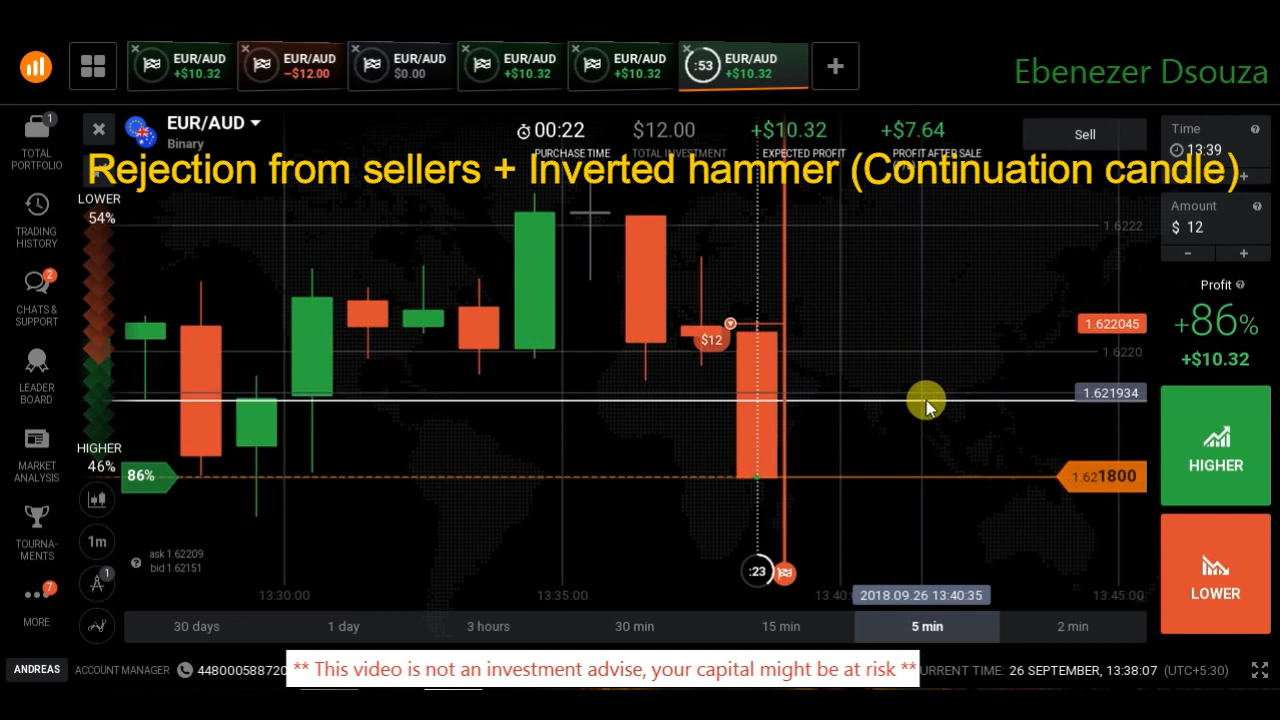 EUR/AUD
+$10.32
EUR/AUD
-$12.00
EUR/AUD
$0.00
EUR/AUD
+$10.32
EUR/AUD
+$10.32
:53
EUR/AUD
+$10.32
+
Ebenezer Dsouza
1
TOTAL
PORTFOLIO
TRADING
HISTORY
2
CHATS &
SUPPORT
LEADER
BOARD
MARKET
ANALYSIS
TOURNA-
MENTS
7
MORE
EUR/AUD
Binary
00:22
PURCHASE TIME
$12.00
TOTAL INVESTMENT
+$10.32
EXPECTED PROFIT
+$7.64
PROFIT AFTER SALE
Sell
Rejection from sellers + Inverted hammer (Continuation candle)
LOWER
54%
HIGHER
46%
86%
1m
1
ask 1.62209
bid 1.62151
$12
:23
1.6222
1.622045
1.6220
1.621934
1.621800
13:30:00
13:35:00
13:40:
2018.09.26 13:40:35
13:45:00
30 days
1 day
3 hours
30 min
15 min
5 min
2 min
Time
13:39
+
Amount
$ 12
-
+
Profit
+86%
+$10.32
HIGHER
LOWER
ANDREAS
ACCOUNT MANAGER
448000588720
** This video is not an investment advise, your capital might be at risk **
URRENT TIME: 26 SEPTEMBER, 13:38:07 (UTC+5:30)